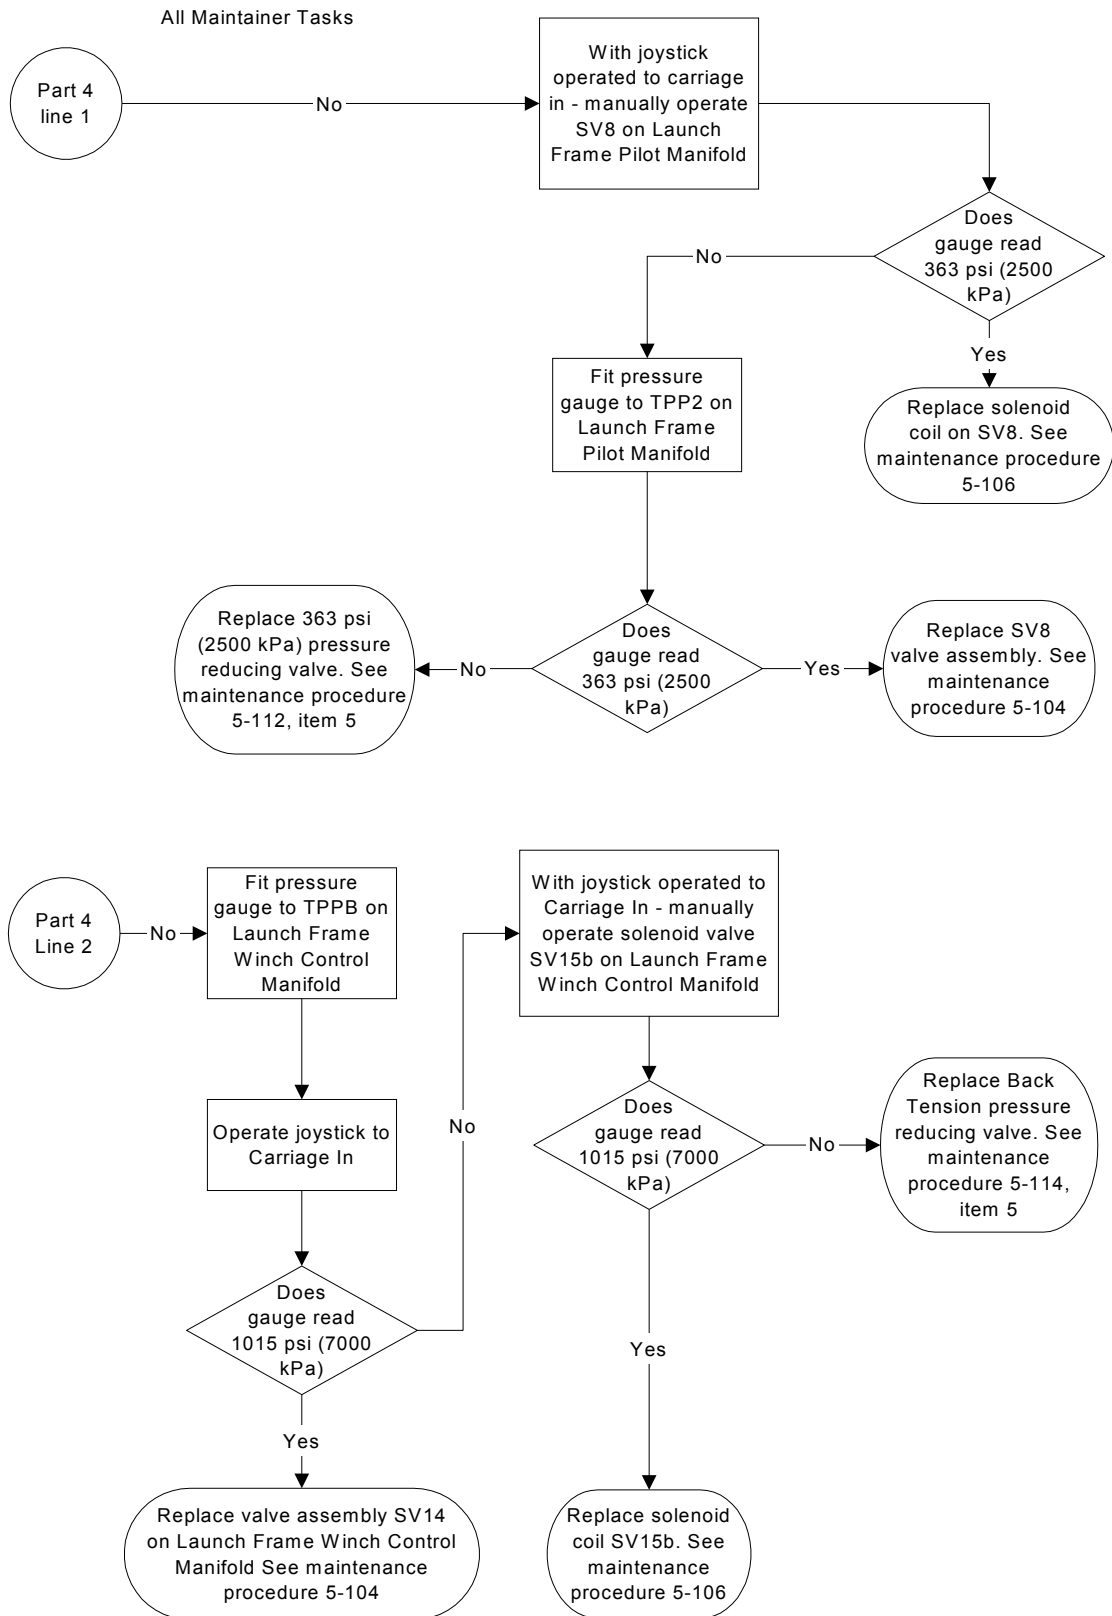 All Maintainer Tasks
Part 4
line 1
No
With joystick
operated to carriage
in - manually operate
SV8 on Launch
Frame Pilot Manifold
Does
gauge read
363 psi (2500
kPa)
No
Yes
Fit pressure
gauge to TPP2 on
Launch Frame
Pilot Manifold
Replace solenoid
coil on SV8. See
maintenance procedure
5-106
Replace 363 psi
(2500 kPa) pressure
reducing valve. See
maintenance procedure
5-112, item 5
No
Does
gauge read
363 psi (2500
kPa)
Yes
Replace SV8
valve assembly. See
maintenance
procedure 5-104
Part 4
Line 2
No
Fit pressure
gauge to TPPB on
Launch Frame
Winch Control
Manifold
With joystick operated to
Carriage In - manually
operate solenoid valve
SV15b on Launch Frame
Winch Control Manifold
Operate joystick to
Carriage In
No
Does
gauge read
1015 psi (7000
kPa)
No
Replace Back
Tension pressure
reducing valve. See
maintenance
procedure 5-114,
item 5
Does
gauge read
1015 psi (7000
kPa)
Yes
Yes
Replace valve assembly SV14
on Launch Frame Winch Control
Manifold See maintenance
procedure 5-104
Replace solenoid
coil SV15b. See
maintenance
procedure 5-106